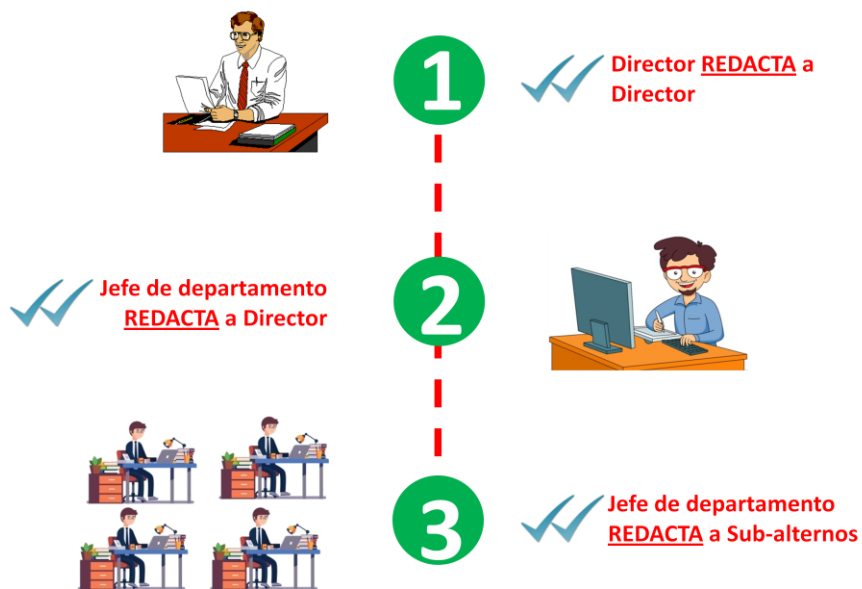 1
Director REDACTA a
Director
Jefe de departamento
REDACTA a Director
2
3
Jefe de departamento
REDACTA a Sub-alternos